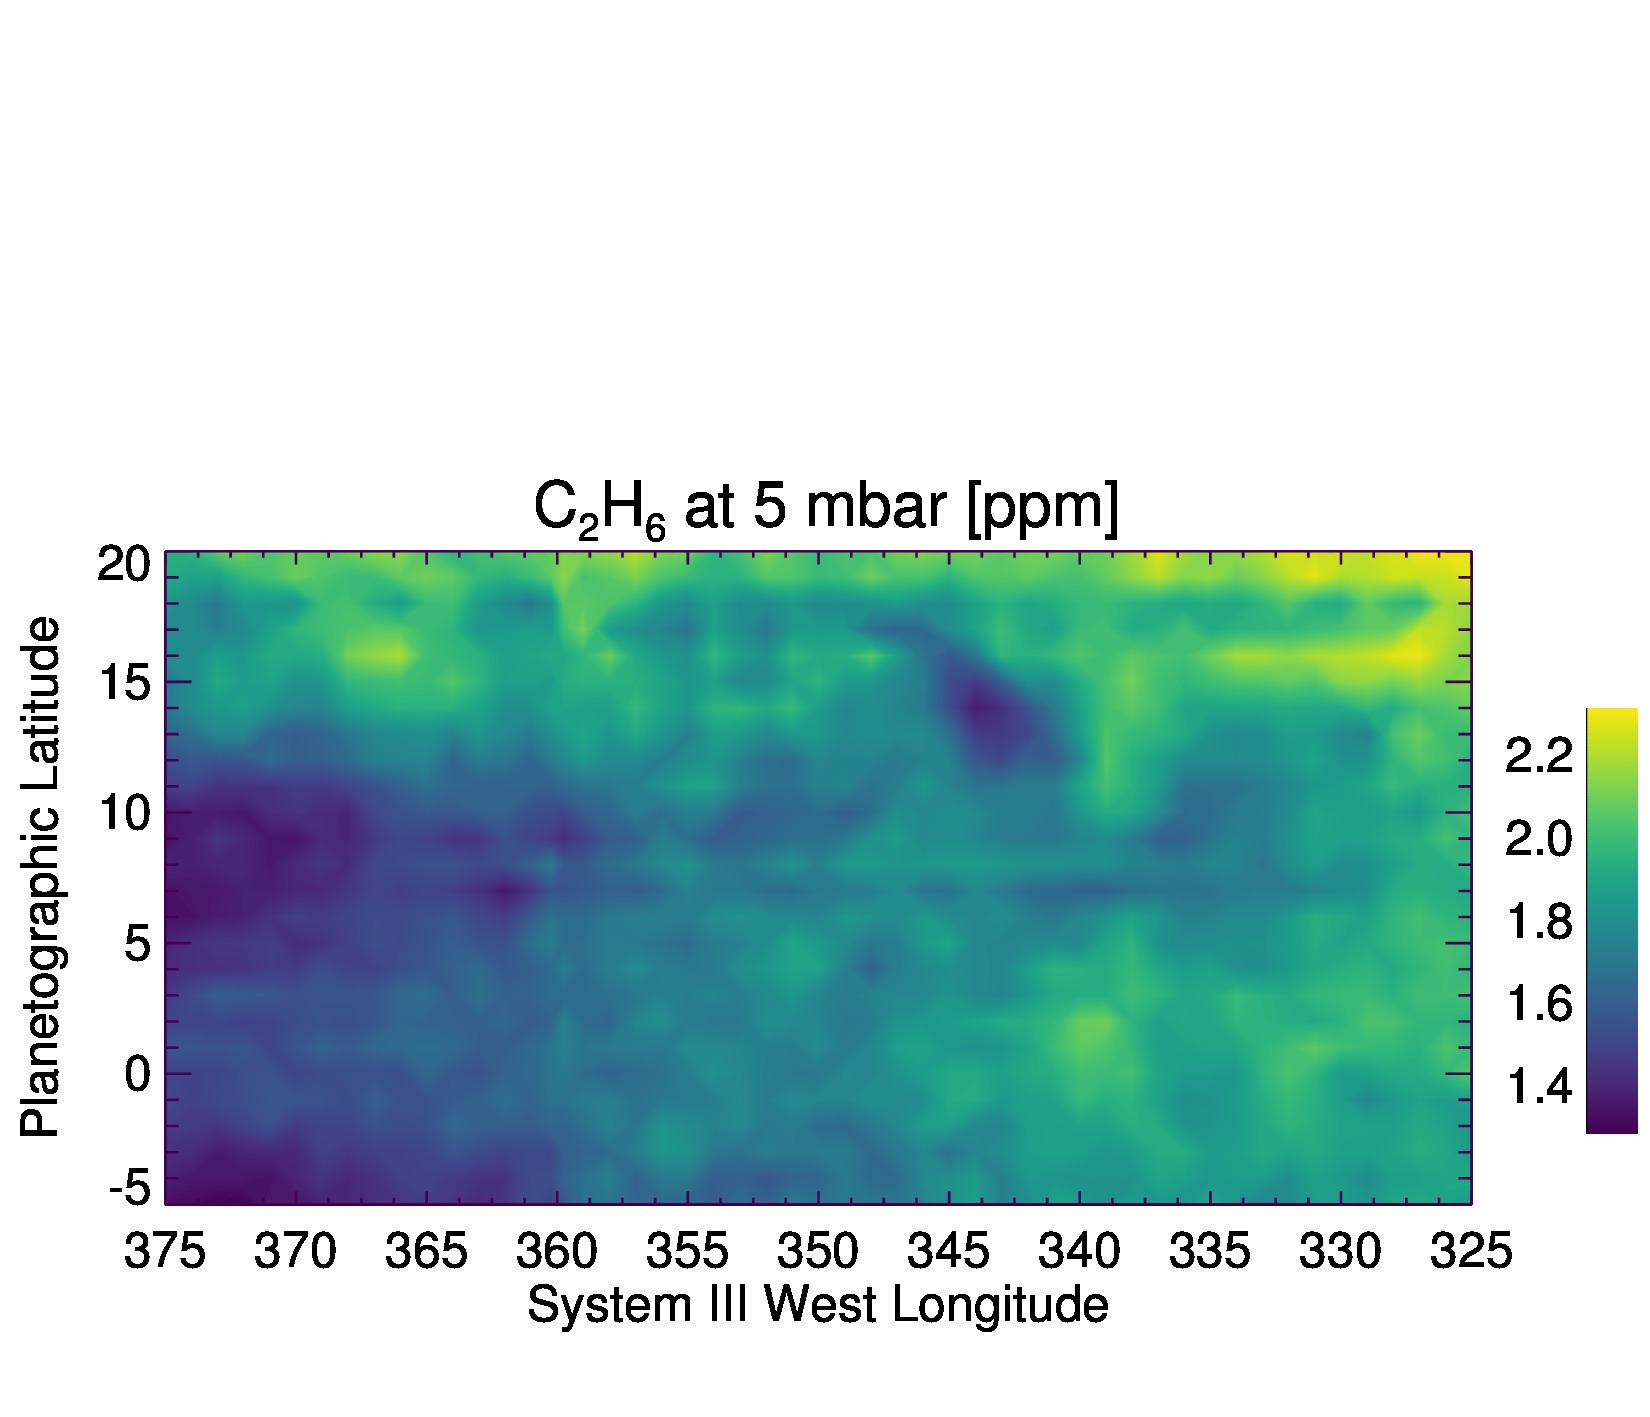 C₂H₆ at 5 mbar [ppm]
20
15
10
5
0
-5
Planetographic Latitude
375 370 365 360 355 350 345 340 335 330 325
System III West Longitude
2.2
2.0
1.8
1.6
1.4